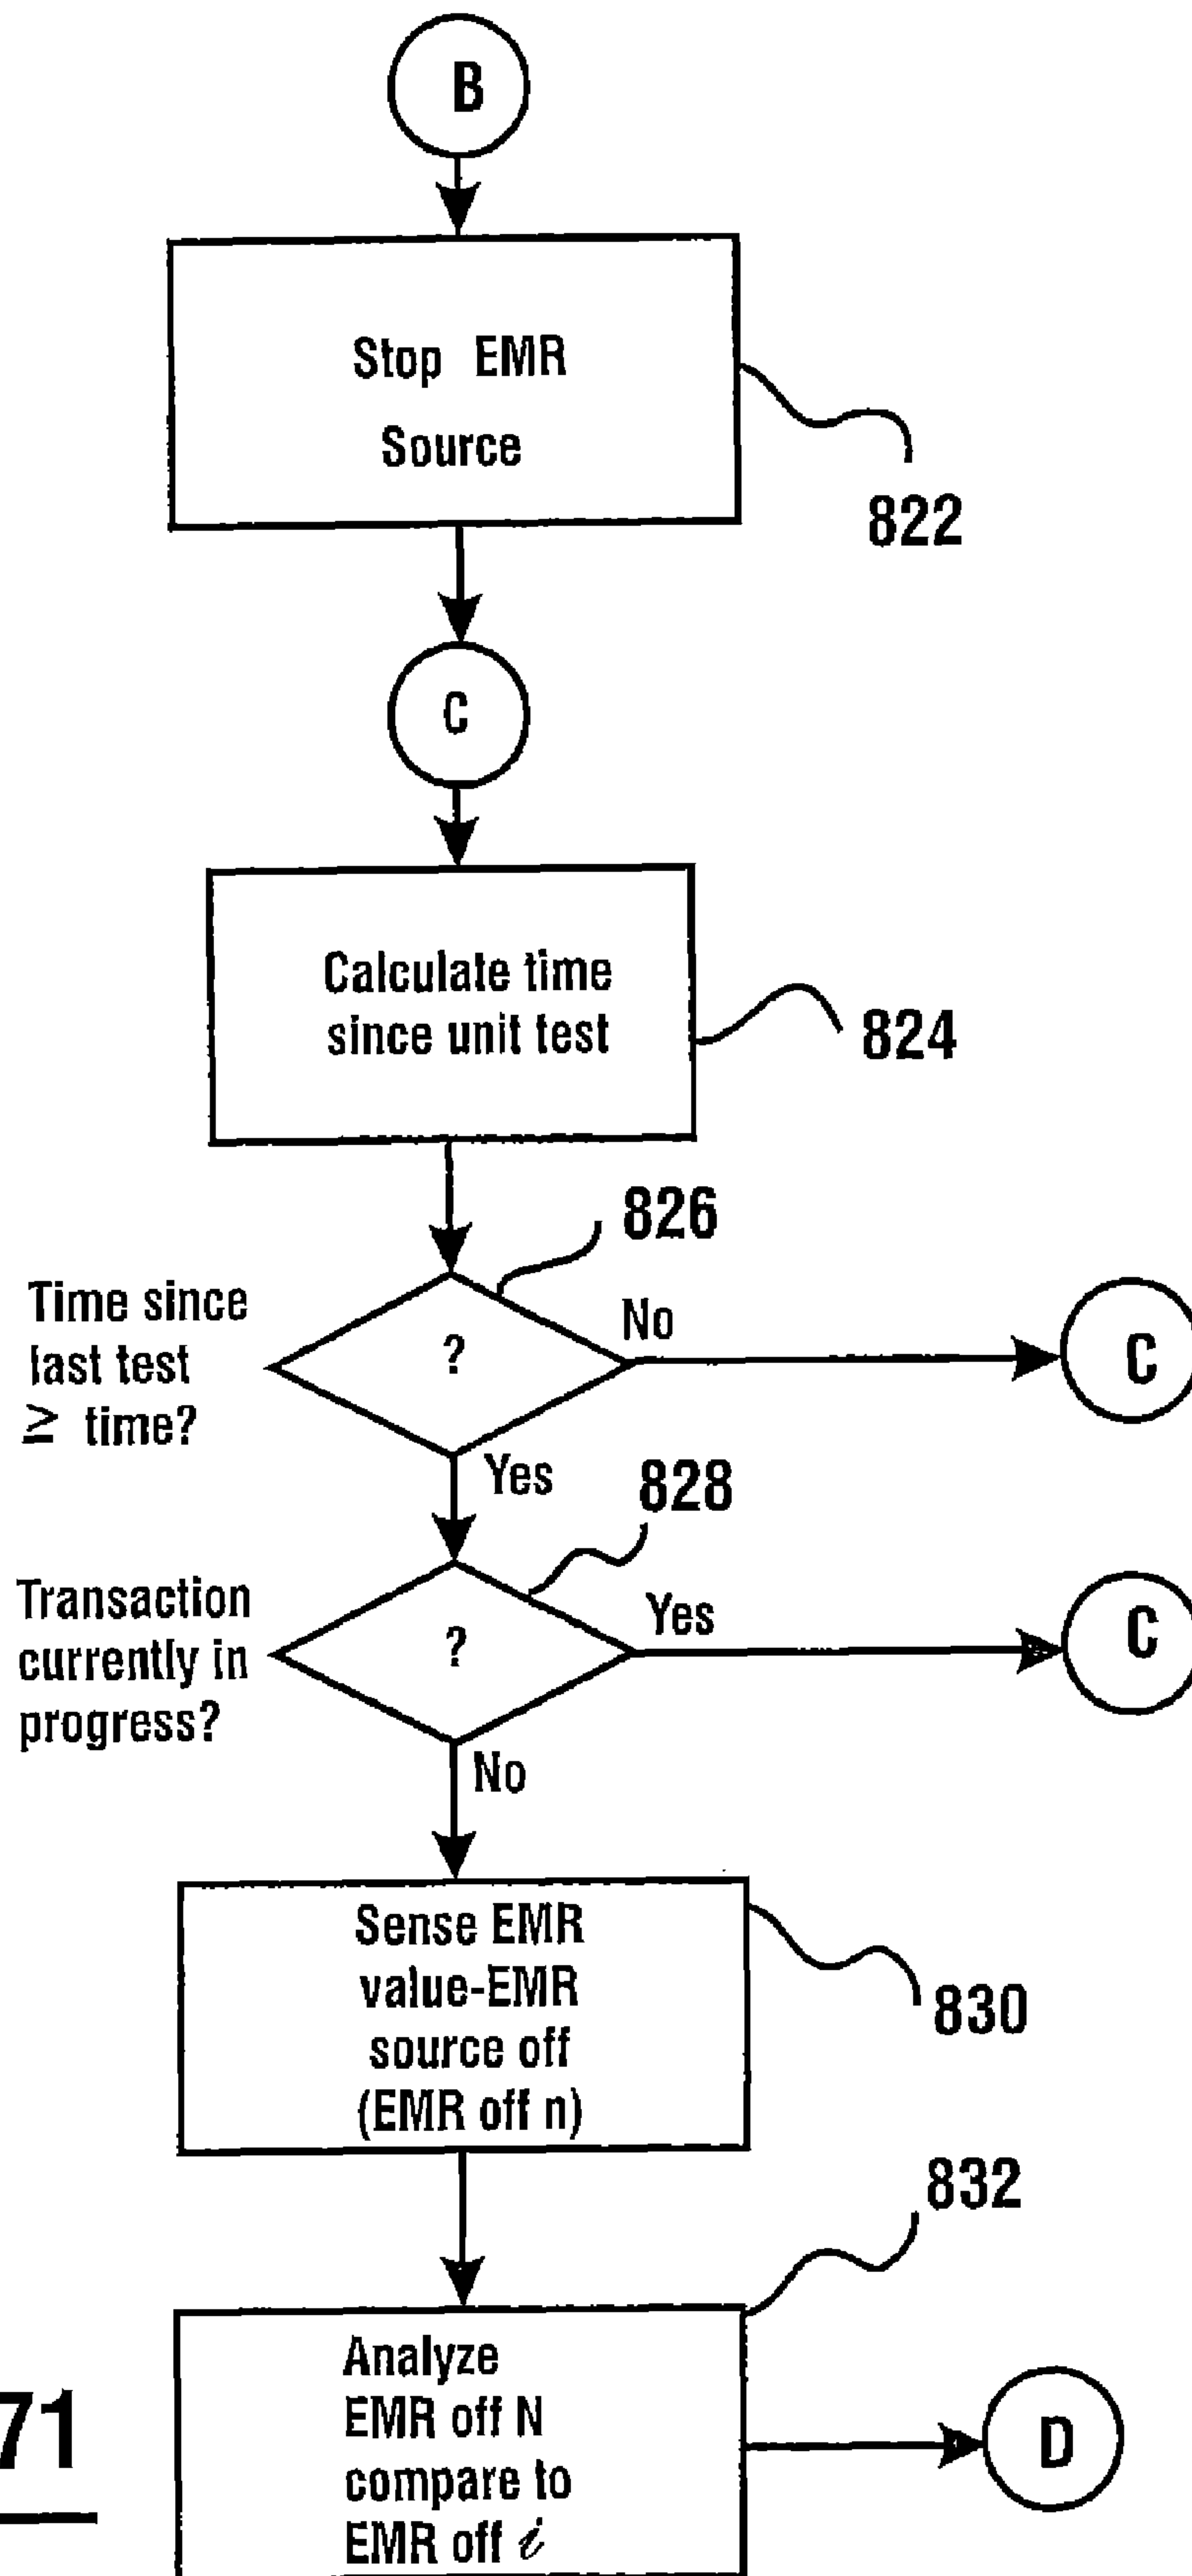 B
Stop EMR
Source
822
C
Calculate time
since unit test
824
826
Time since
last test
≥ time?
?
No
C
Yes
828
Transaction
currently in
progress?
?
Yes
C
No
Sense EMR
value-EMR
source off
(EMR off n)
830
832
Analyze
EMR off N
compare to
EMR off i
D
71